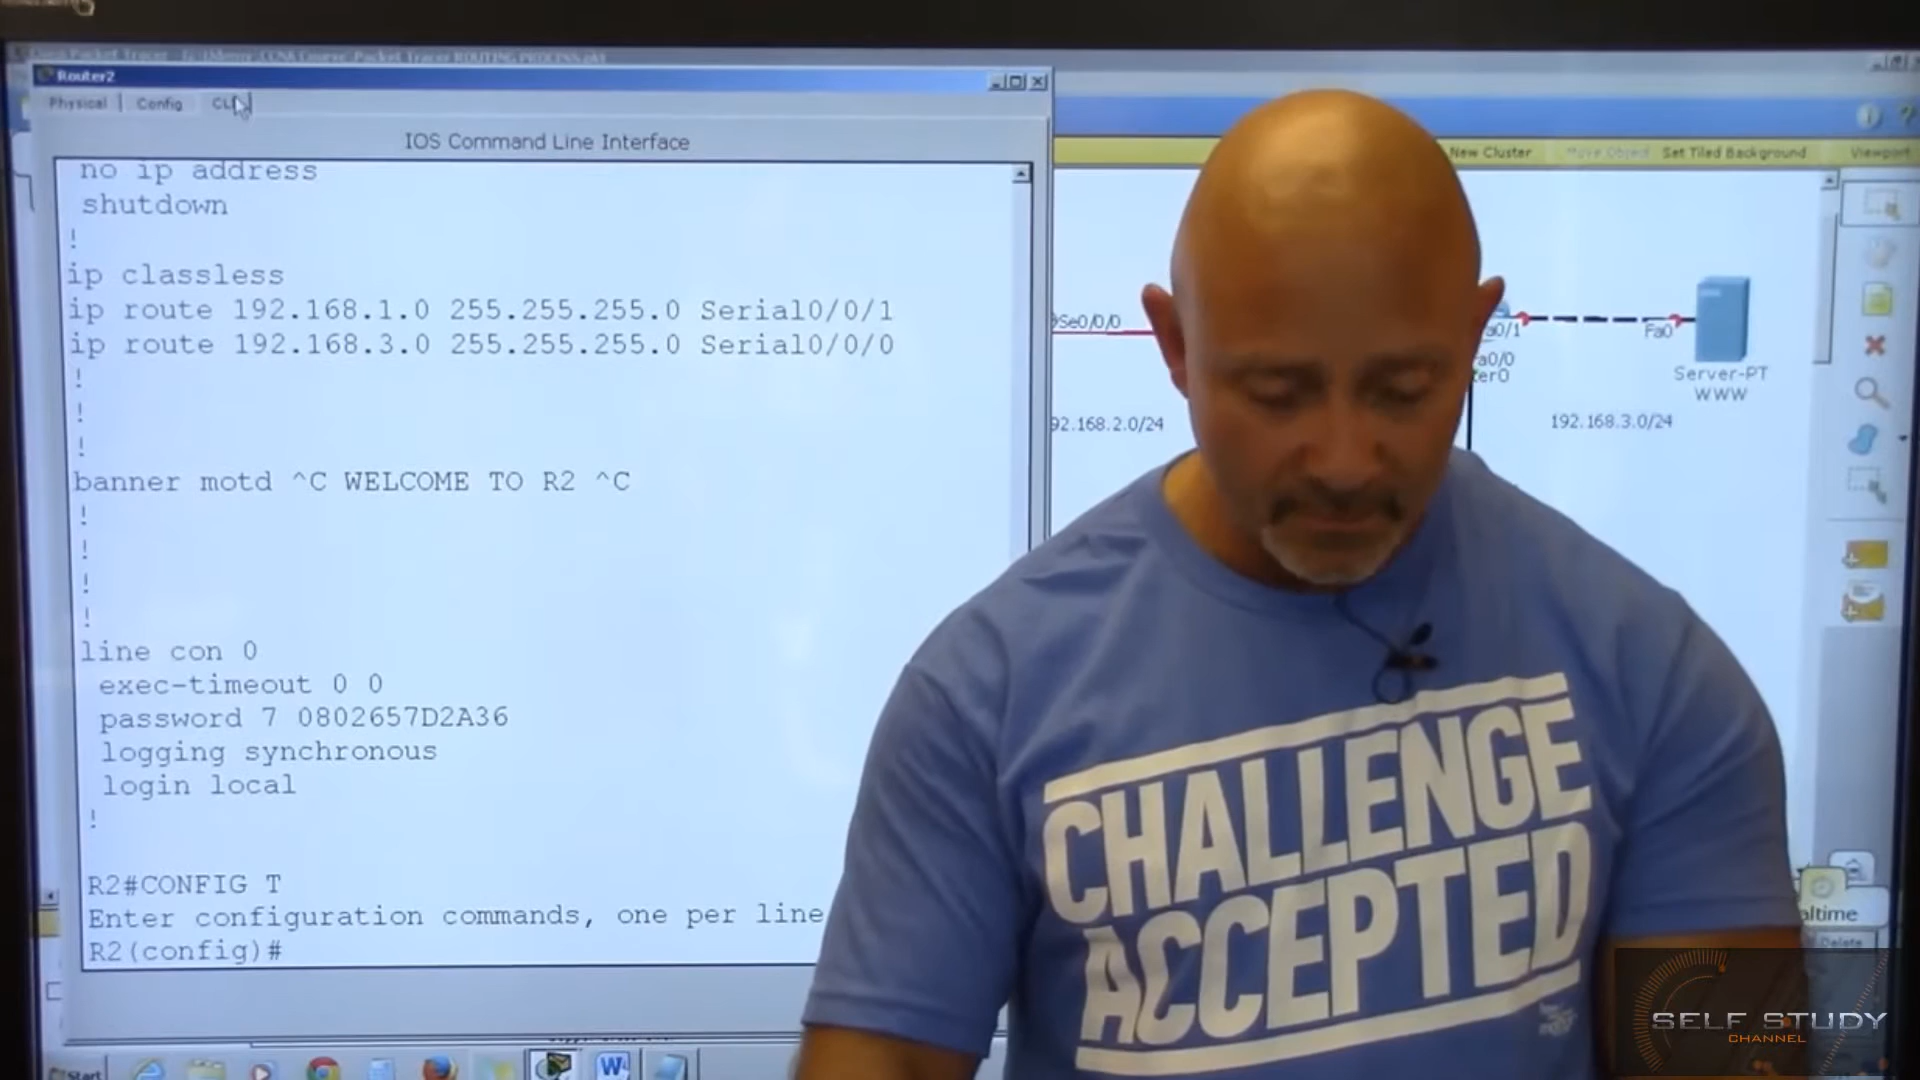 Router2
Physical
Config
IOS Command Line Interface
no ip address
shutdown
!
ip classless
ip route 192.168.1.0 255.255.255.0 Serial0/0/1
ip route 192.168.3.0 255.255.255.0 Serial0/0/0
!
!
!
banner motd ^C WELCOME TO R2 ^C
!
!
!
!
line con 0
exec-timeout 0 0
password 7 0802657D2A36
logging synchronous
login local
!
R2#CONFIG T
Enter configuration commands, one per line
R2(config)#
New Cluster
Move Object
Set Tiled Background
Viewport
Se0/0/0
Fa0
Server-PT
WWW
92.168.2.0/24
192.168.3.0/24
CHALLENGE
ACCEPTED
altime
SELF STUDY
CHANNEL